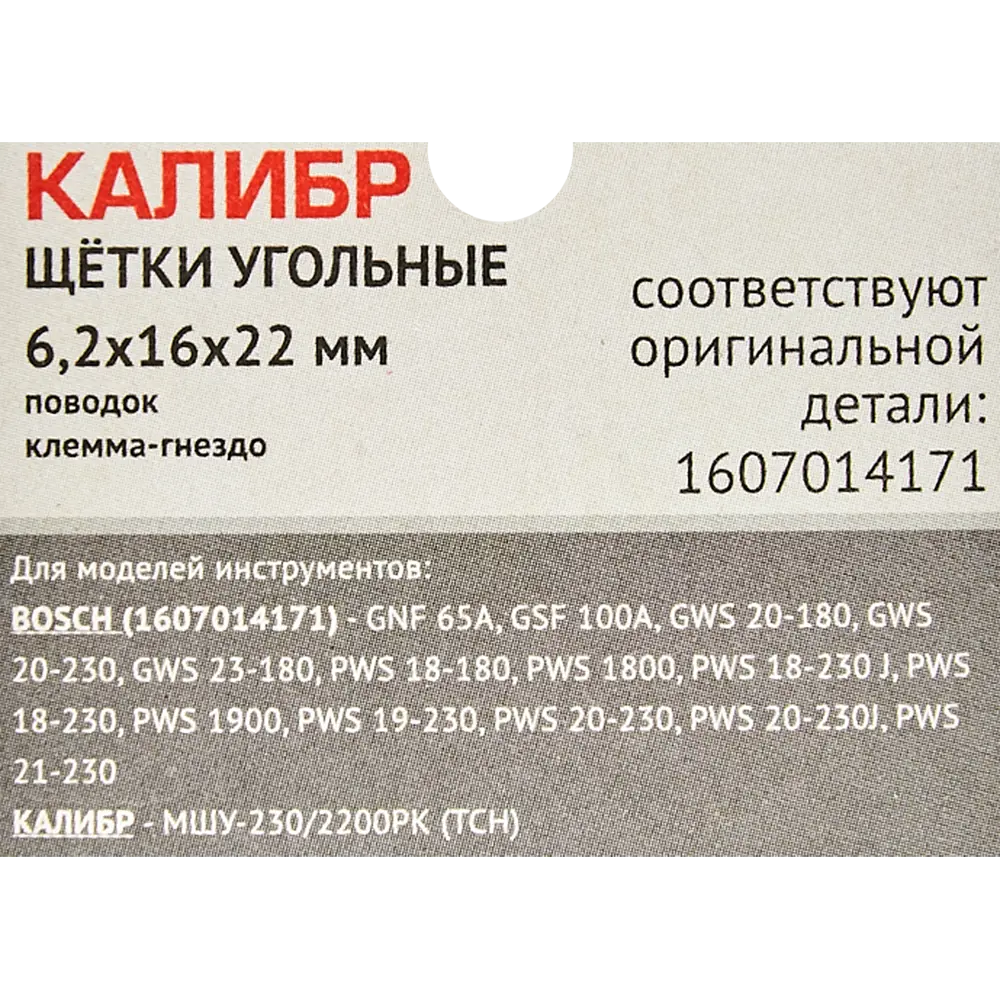 КАЛИБР
ЩЁТКИ УГОЛЬНЫЕ
6,2х16х22 мм
поводок
клемма-гнездо
соответствуют
оригинальной
детали:
1607014171
Для моделей инструментов:
BOSCH (1607014171) - GNF 65A, GSF 100A, GWS 20-180, GWS
20-230, GWS 23-180, PWS 18-180, PWS 1800, PWS 18-230 J, PWS
18-230, PWS 1900, PWS 19-230, PWS 20-230, PWS 20-230J, PWS
21-230
КАЛИБР - МШУ-230/2200РК (ТСН)